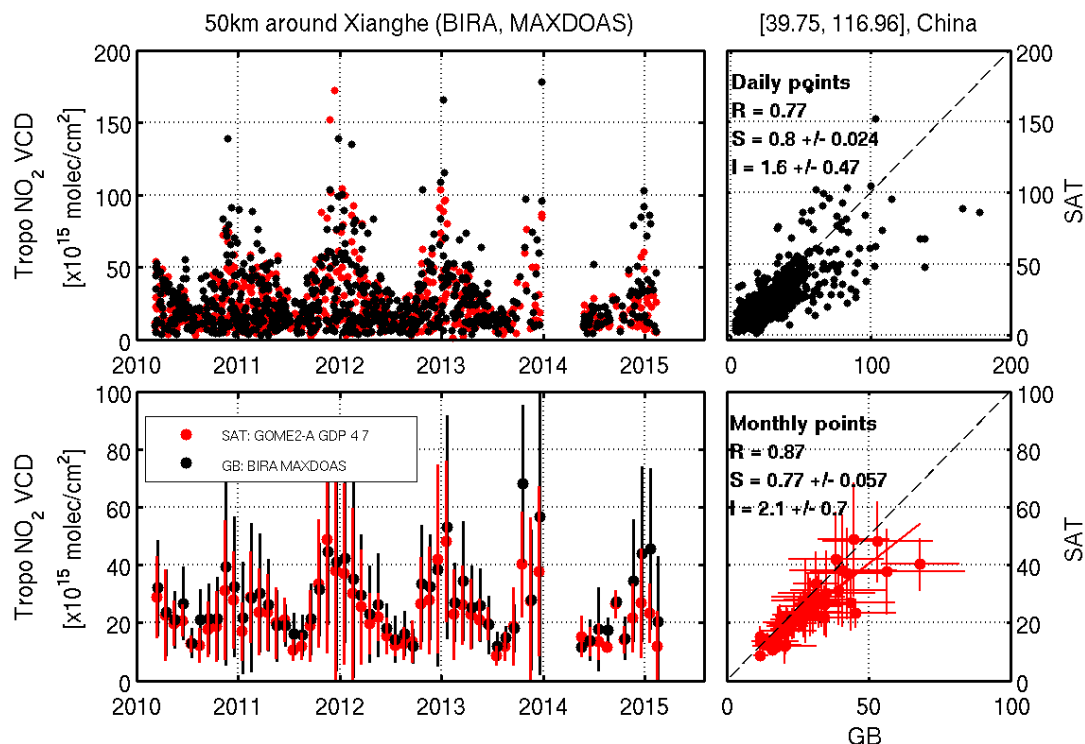 50km around Xianghe (BIRA, MAXDOAS)
[39.75, 116.96], China
Tropo NO2 VCD
[x10^15 molec/cm^2]
200
150
100
50
0
2010 2011 2012 2013 2014 2015
Daily points
R = 0.77
S = 0.8 +/- 0.024
I = 1.6 +/- 0.47
200
150
100
50
0
SAT
0 100 200
Tropo NO2 VCD
[x10^15 molec/cm^2]
100
80
60
40
20
0
SAT: GOME2-A GDP 4 7
GB: BIRA MAXDOAS
2010 2011 2012 2013 2014 2015
Monthly points
R = 0.87
S = 0.77 +/- 0.057
I = 2.1 +/- 0.7
100
80
60
40
20
0
SAT
0 50 100
GB